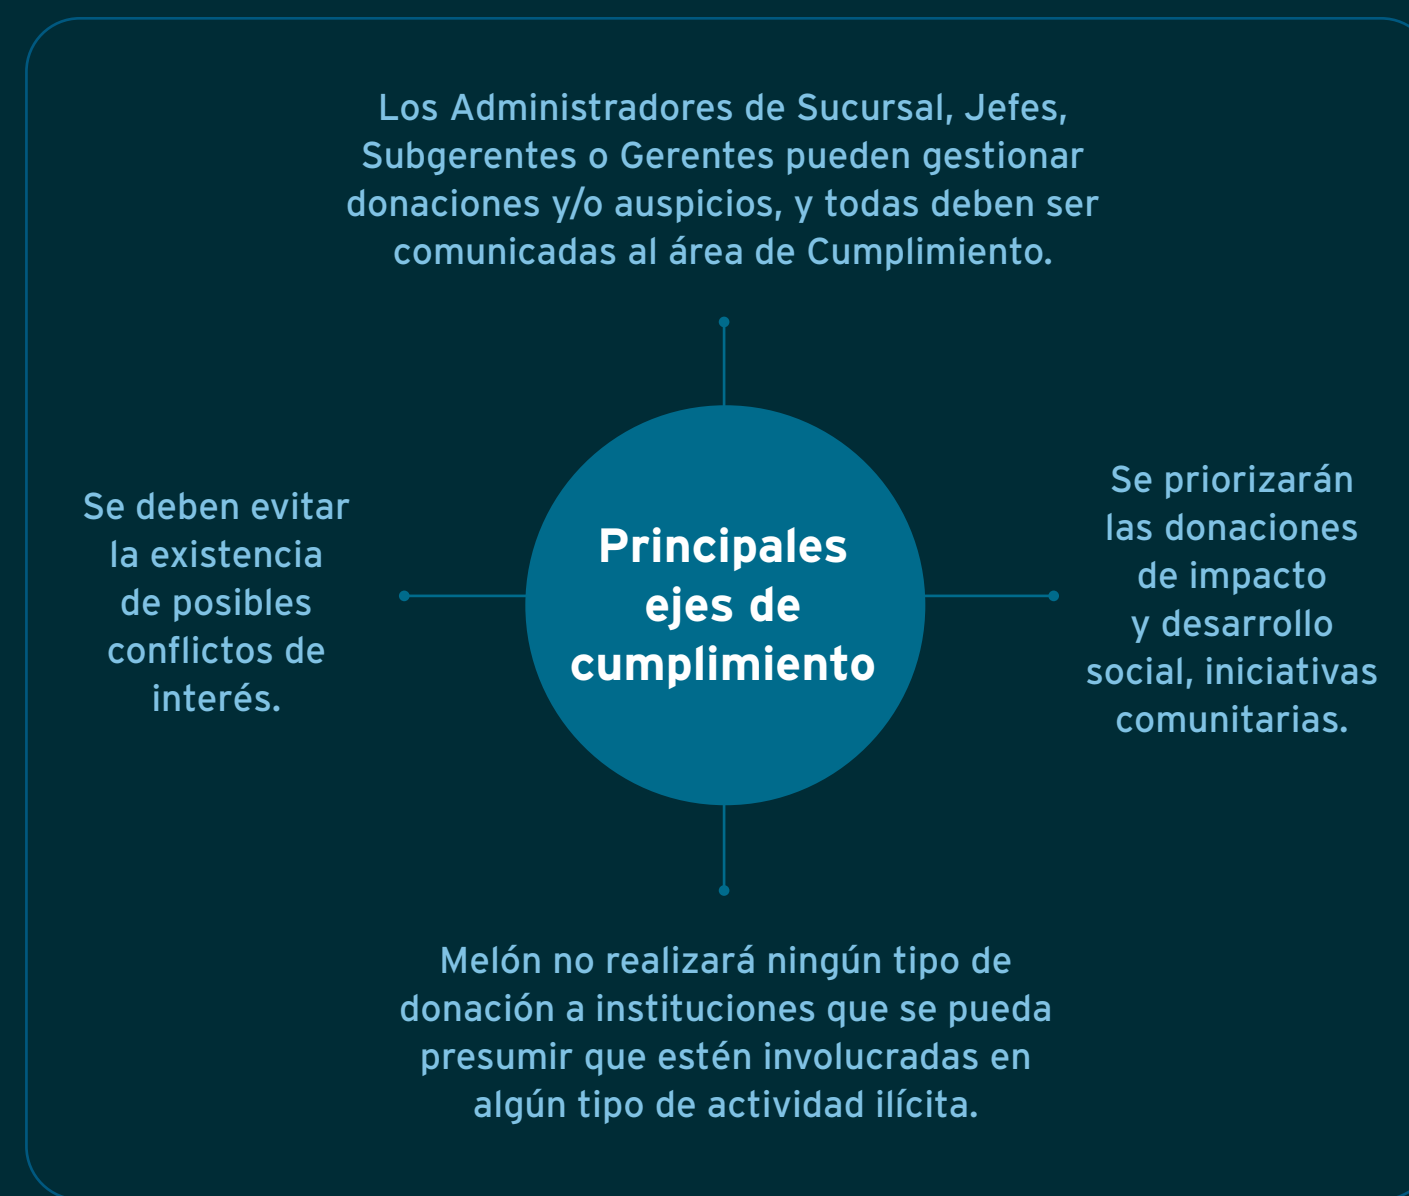 Los Administradores de Sucursal, Jefes,
Subgerentes o Gerentes pueden gestionar
donaciones y/o auspicios, y todas deben ser
comunicadas al área de Cumplimiento.
Se deben evitar
la existencia
de posibles
conflictos de
interés.
Principales
ejes de
cumplimiento
Se priorizarán
las donaciones
de impacto
y desarrollo
social, iniciativas
comunitarias.
Melón no realizará ningún tipo de
donación a instituciones que se pueda
presumir que estén involucradas en
algún tipo de actividad ilícita.